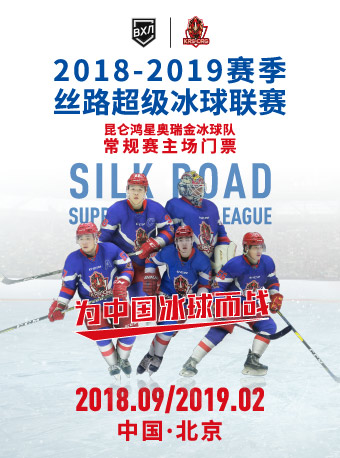 ВХЛ
KRS·ORG
2018-2019赛季
丝路超级冰球联赛
昆仑鸿星奥瑞金冰球队
常规赛主场门票
SILK ROAD
SUPR LEAGUE
为中国冰球而战
2018.09/2019.02
中国·北京